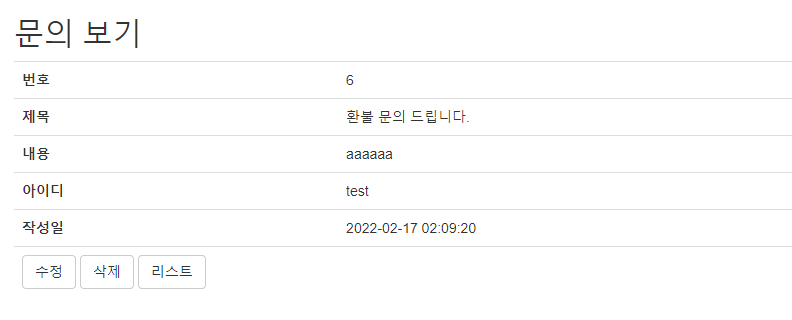 문의 보기
번호 6
제목 환불 문의 드립니다.
내용 aaaaaa
아이디 test
작성일 2022-02-17 02:09:20
수정 삭제 리스트